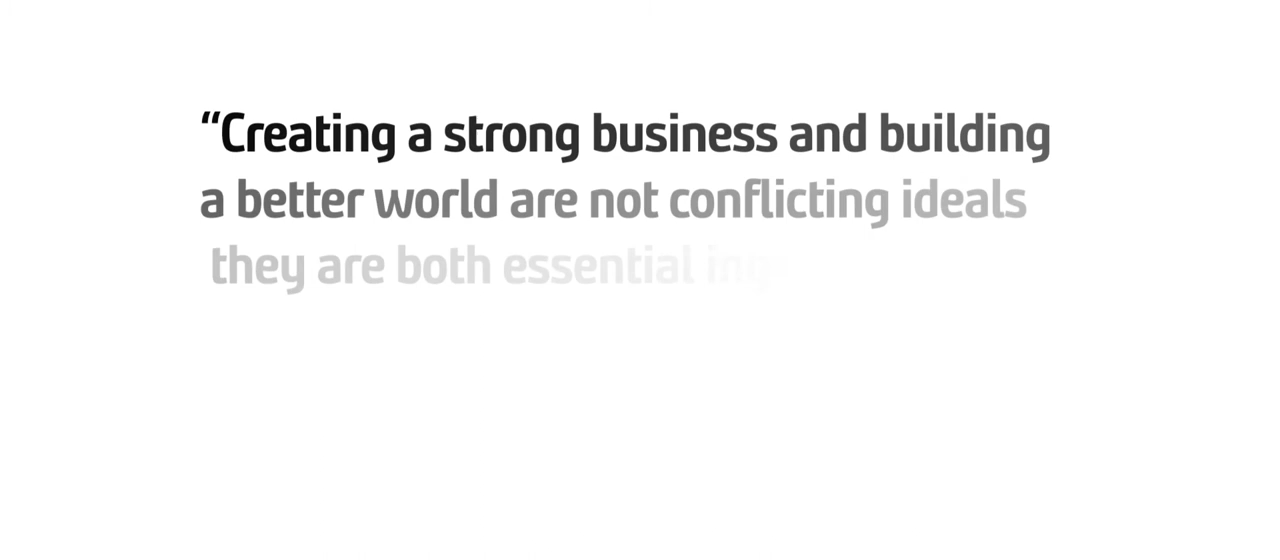 “Creating a strong business and building
a better world are not conflicting ideals
they are both essential